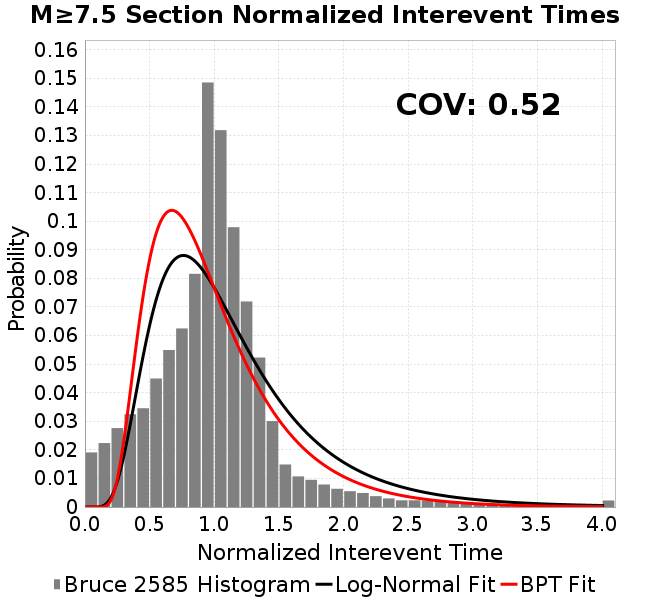 M≥7.5 Section Normalized Interevent Times
COV: 0.52
Probability
0.16
0.15
0.14
0.13
0.12
0.11
0.1
0.09
0.08
0.07
0.06
0.05
0.04
0.03
0.02
0.01
0
0.0 0.5 1.0 1.5 2.0 2.5 3.0 3.5 4.0
Normalized Interevent Time
Bruce 2585 Histogram Log-Normal Fit BPT Fit